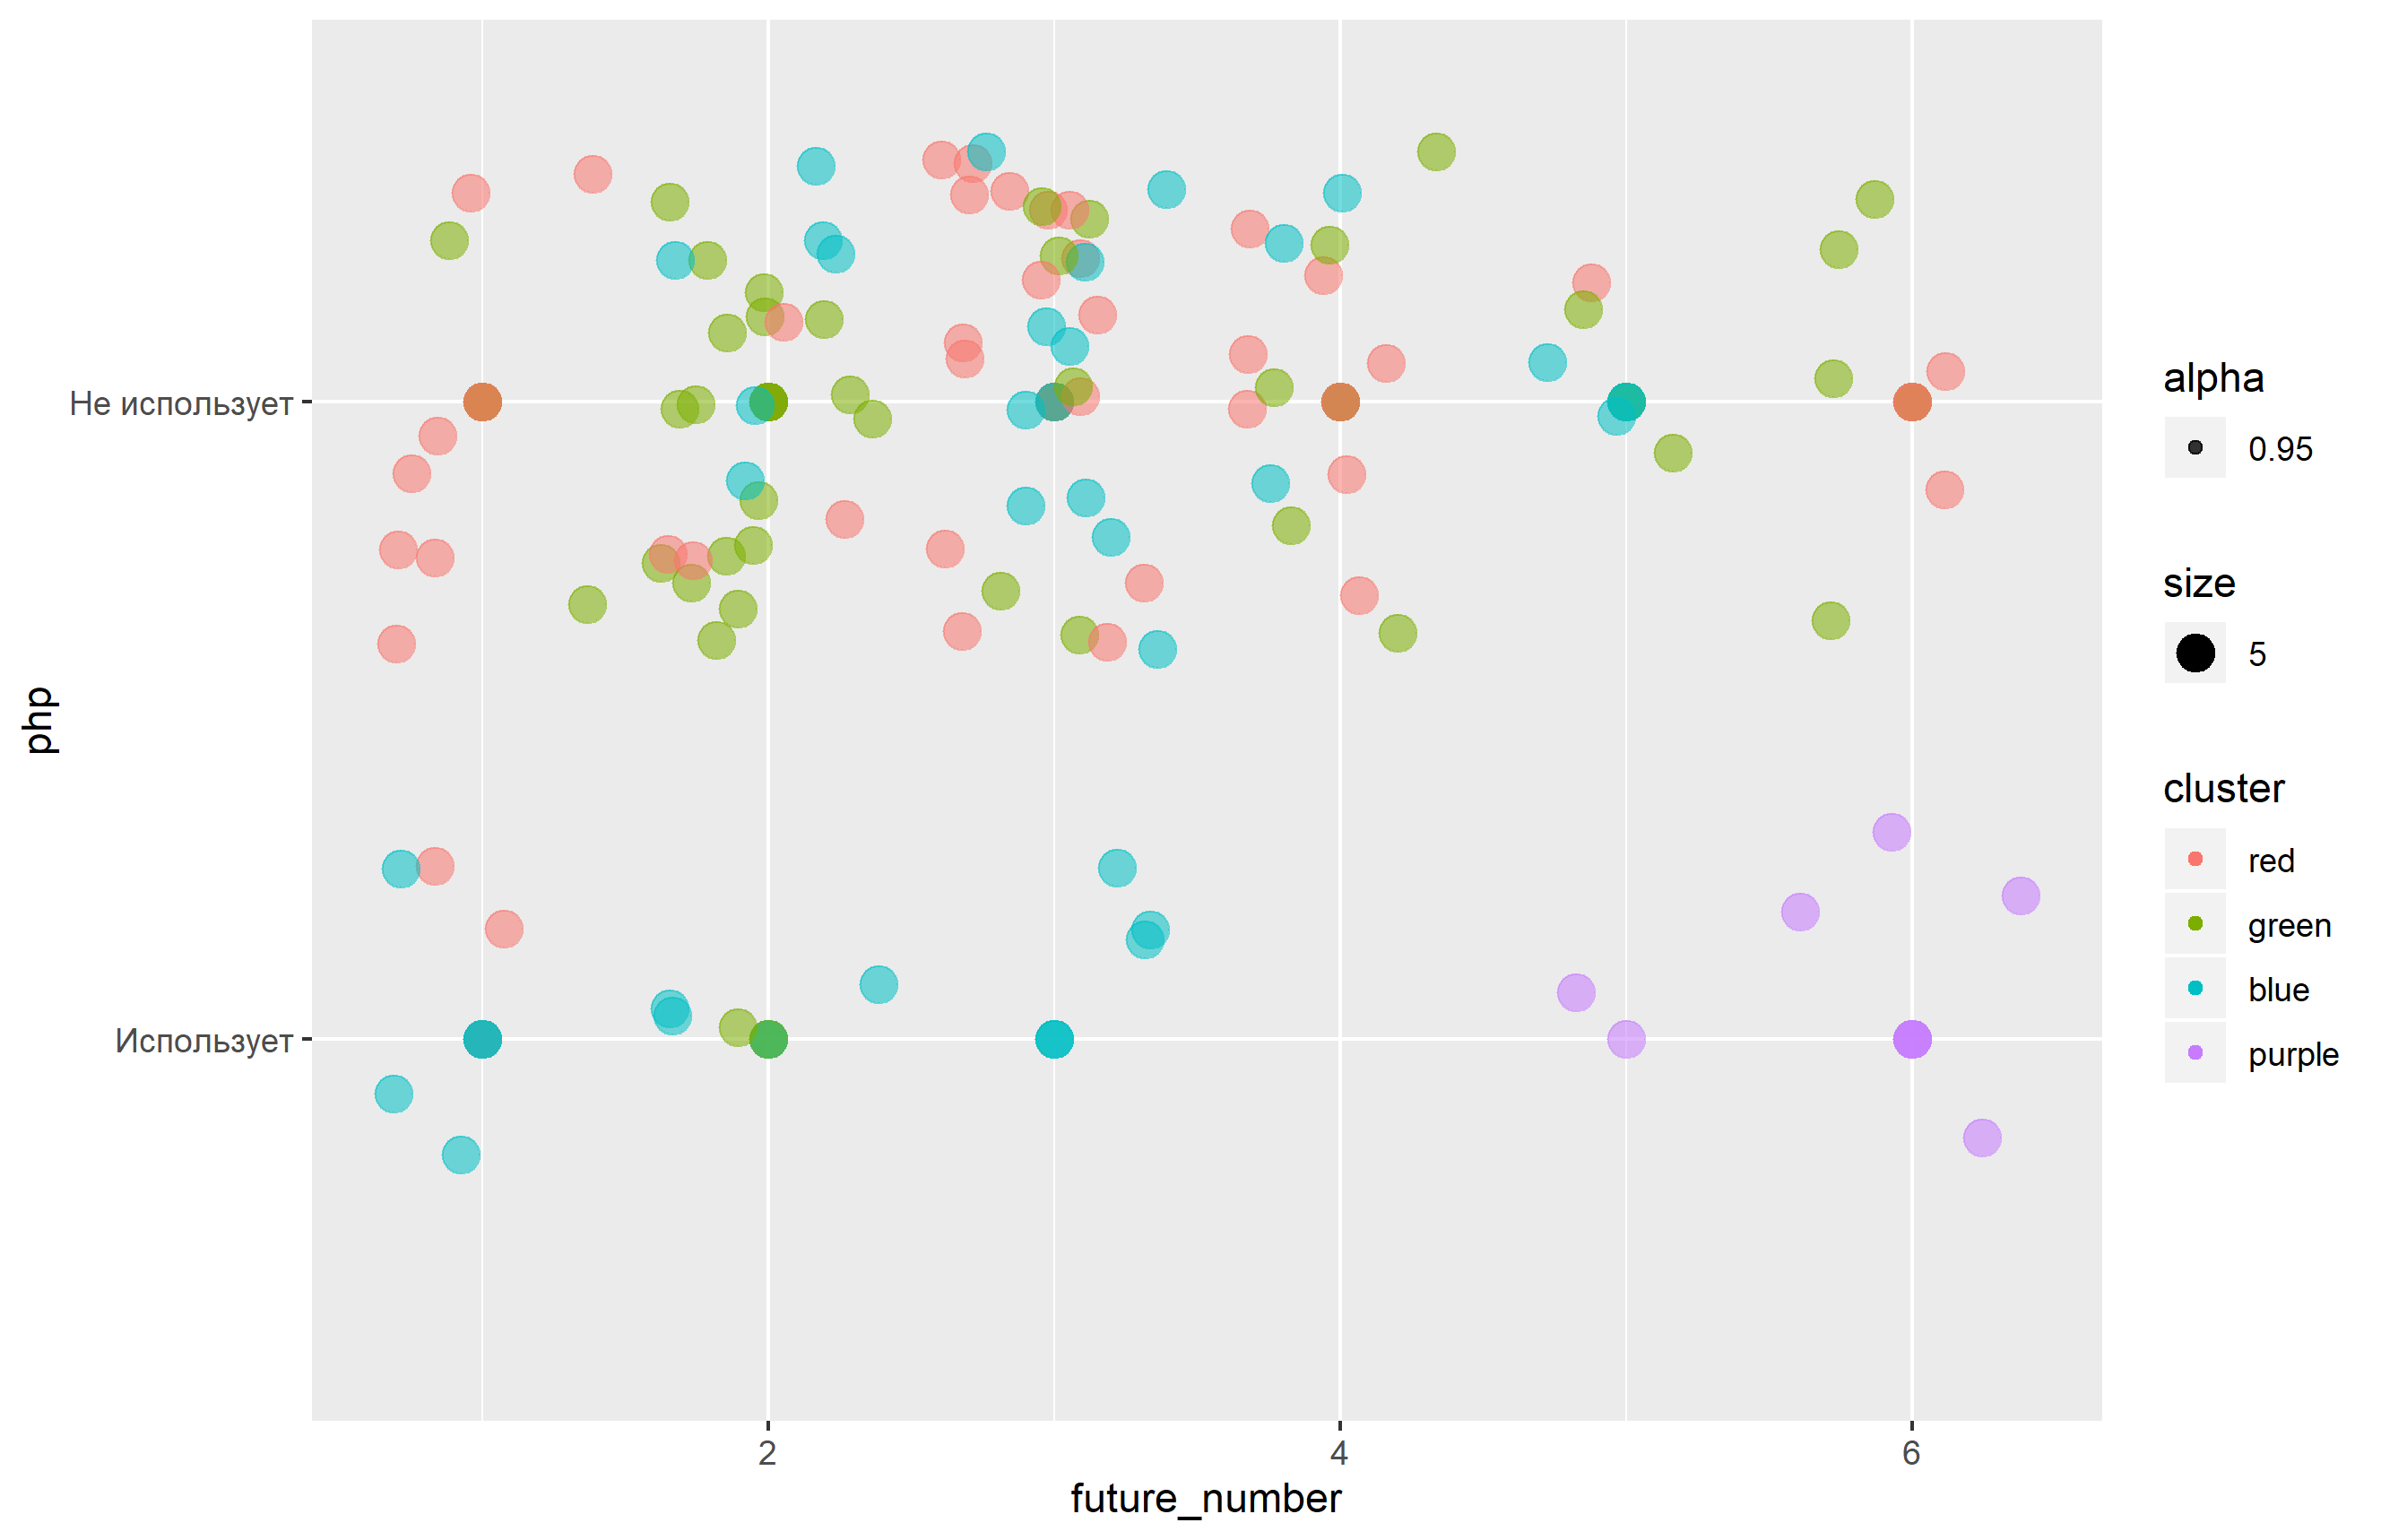 php
Не использует
Использует
2
4
6
future_number
alpha
0.95
size
5
cluster
red
green
blue
purple